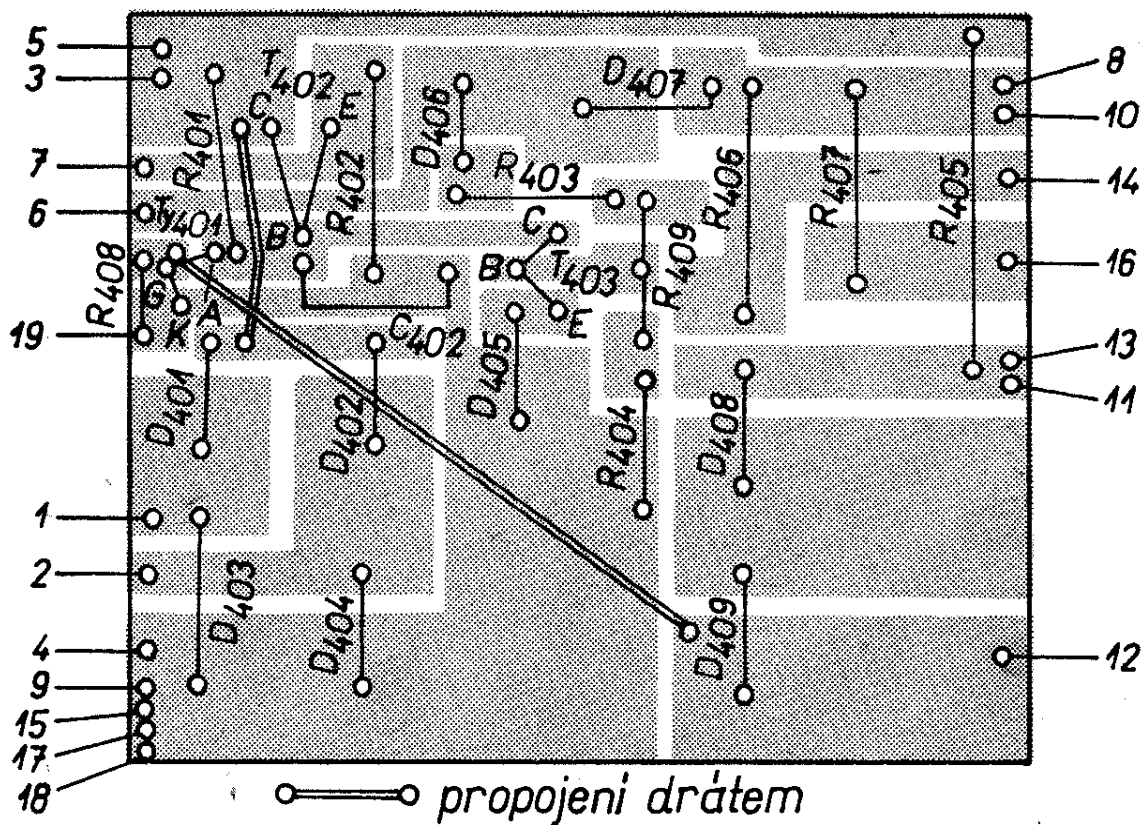 5
3
7
6
19
1
2
4
9
15
17
18
8
10
14
16
13
11
12
T402
C
E
B
R401
R402
D406
D407
R403
R406
R407
R405
Ty401
R408
G
K
A
C
B
T403
E
R409
C402
D405
D401
D402
R404
D408
D403
D404
D409
propojení drátem